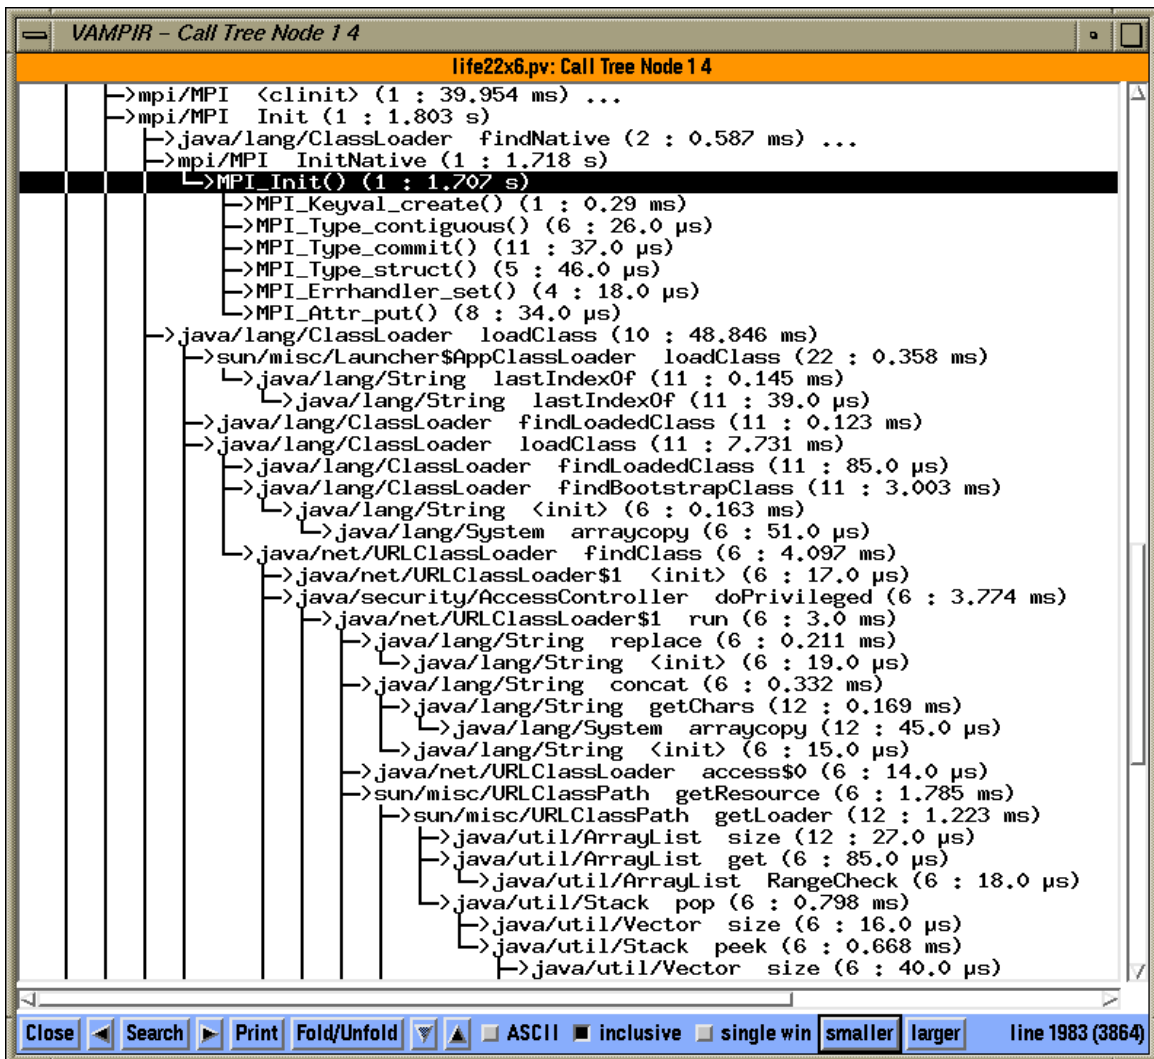 VAMPIR – Call Tree Node 1 4
life22x6.pv: Call Tree Node 1 4
mpi/MPI <clinit> (1 : 39.954 ms) ...
mpi/MPI Init (1 : 1.803 s)
java/lang/ClassLoader findNative (2 : 0.587 ms) ...
mpi/MPI InitNative (1 : 1.718 s)
MPI_Init() (1 : 1.707 s)
MPI_Keyval_create() (1 : 0.29 ms)
MPI_Type_contiguous() (6 : 26.0 µs)
MPI_Type_commit() (11 : 37.0 µs)
MPI_Type_struct() (5 : 46.0 µs)
MPI_Errhandler_set() (4 : 18.0 µs)
MPI_Attr_put() (8 : 34.0 µs)
java/lang/ClassLoader loadClass (10 : 48.846 ms)
sun/misc/Launcher$AppClassLoader loadClass (22 : 0.358 ms)
java/lang/String lastIndexOf (11 : 0.145 ms)
java/lang/String lastIndexOf (11 : 39.0 µs)
java/lang/ClassLoader findLoadedClass (11 : 0.123 ms)
java/lang/ClassLoader loadClass (11 : 7.731 ms)
java/lang/ClassLoader findLoadedClass (11 : 85.0 µs)
java/lang/ClassLoader findBootstrapClass (11 : 3.003 ms)
java/lang/String <init> (6 : 0.163 ms)
java/lang/System arraycopy (6 : 51.0 µs)
java/net/URLClassLoader findClass (6 : 4.097 ms)
java/net/URLClassLoader$1 <init> (6 : 17.0 µs)
java/security/AccessController doPrivileged (6 : 3.774 ms)
java/net/URLClassLoader$1 run (6 : 3.0 ms)
java/lang/String replace (6 : 0.211 ms)
java/lang/String <init> (6 : 19.0 µs)
java/lang/String concat (6 : 0.332 ms)
java/lang/String getChars (12 : 0.169 ms)
java/lang/System arraycopy (12 : 45.0 µs)
java/lang/String <init> (6 : 15.0 µs)
java/net/URLClassLoader access$0 (6 : 14.0 µs)
sun/misc/URLClassPath getResource (6 : 1.785 ms)
sun/misc/URLClassPath getLoader (12 : 1.223 ms)
java/util/ArrayList size (12 : 27.0 µs)
java/util/ArrayList get (6 : 85.0 µs)
java/util/ArrayList RangeCheck (6 : 18.0 µs)
java/util/Stack pop (6 : 0.798 ms)
java/util/Vector size (6 : 16.0 µs)
java/util/Stack peek (6 : 0.668 ms)
java/util/Vector size (6 : 40.0 µs)
Close Search Print Fold/Unfold ASCII inclusive single win smaller larger line 1983 (3864)